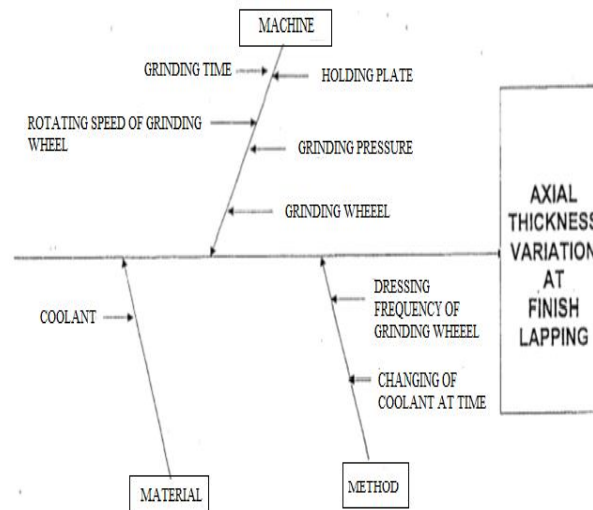 MACHINE
GRINDING TIME
HOLDING PLATE
ROTATING SPEED OF GRINDING
WHEEL
GRINDING PRESSURE
GRINDING WHEEEL
AXIAL
THICKNESS
VARIATION
AT
FINISH
LAPPING
COOLANT
DRESSING
FREQUENCY OF
GRINDING WHEEEL
CHANGING OF
COOLANT AT TIME
MATERIAL
METHOD